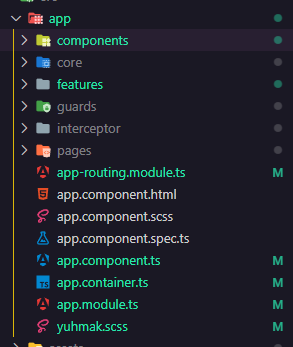 app
components
core
features
guards
interceptor
pages
app-routing.module.ts M
app.component.html
app.component.scss
app.component.spec.ts
app.component.ts M
TS app.container.ts M
app.module.ts M
yuhmak.scss M